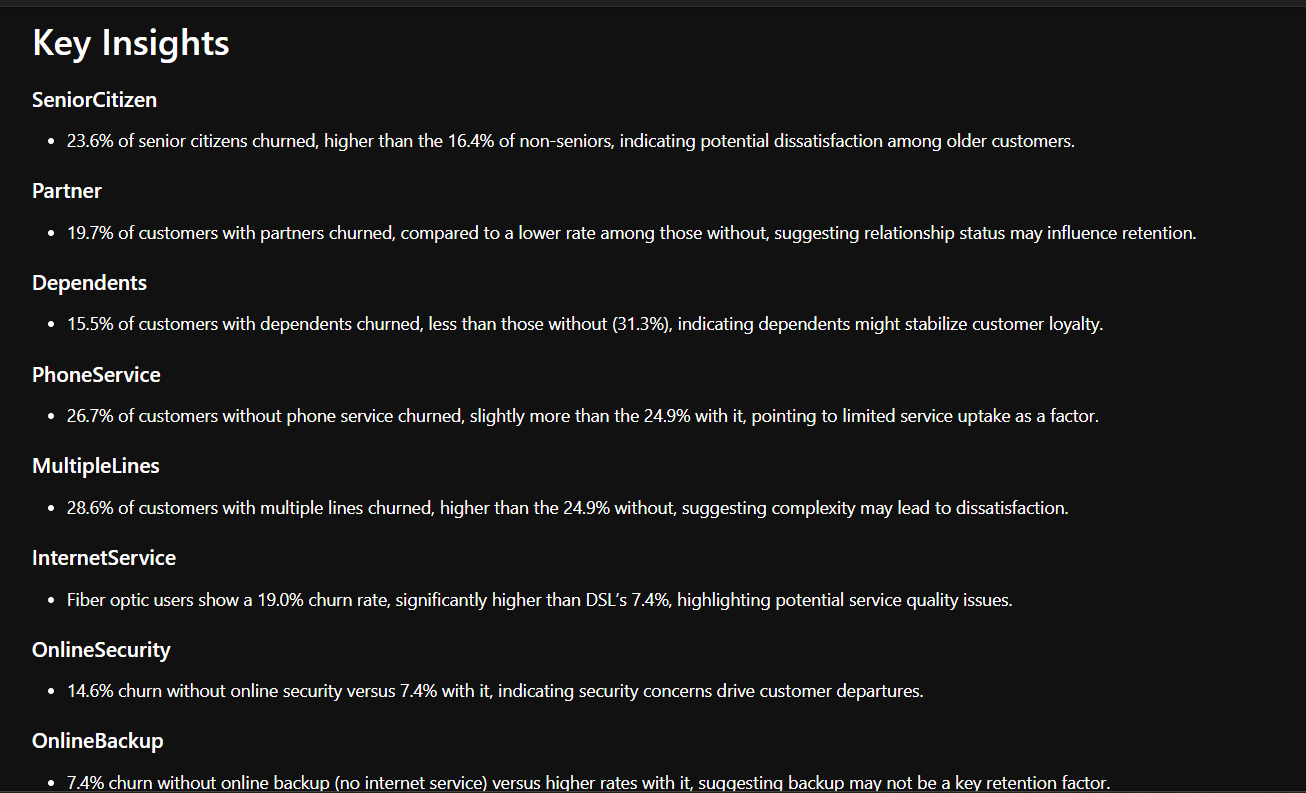 Key Insights
SeniorCitizen
• 23.6% of senior citizens churned, higher than the 16.4% of non-seniors, indicating potential dissatisfaction among older customers.
Partner
• 19.7% of customers with partners churned, compared to a lower rate among those without, suggesting relationship status may influence retention.
Dependents
• 15.5% of customers with dependents churned, less than those without (31.3%), indicating dependents might stabilize customer loyalty.
PhoneService
• 26.7% of customers without phone service churned, slightly more than the 24.9% with it, pointing to limited service uptake as a factor.
MultipleLines
• 28.6% of customers with multiple lines churned, higher than the 24.9% without, suggesting complexity may lead to dissatisfaction.
InternetService
• Fiber optic users show a 19.0% churn rate, significantly higher than DSL’s 7.4%, highlighting potential service quality issues.
OnlineSecurity
• 14.6% churn without online security versus 7.4% with it, indicating security concerns drive customer departures.
OnlineBackup
• 7.4% churn without online backup (no internet service) versus higher rates with it, suggesting backup may not be a key retention factor.